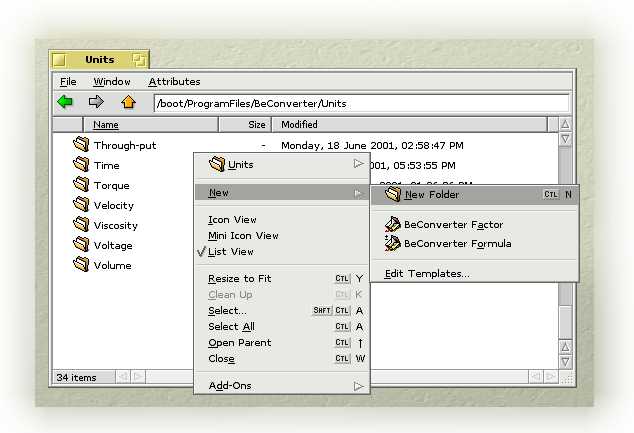 Units
File Window Attributes
/boot/ProgramFiles/BeConverter/Units
Name Size Modified
Through-put - Monday, 18 June 2001, 02:58:47 PM
Time 001, 05:53:55 PM
Torque
Velocity
Viscosity
Voltage
Volume
Units
New
Icon View
Mini Icon View
List View
Resize to Fit CTL Y
Clean Up CTL K
Select... SHFT CTL A
Select All CTL A
Open Parent CTL ↑
Close CTL W
Add-Ons
New Folder CTL N
BeConverter Factor
BeConverter Formula
Edit Templates...
34 items